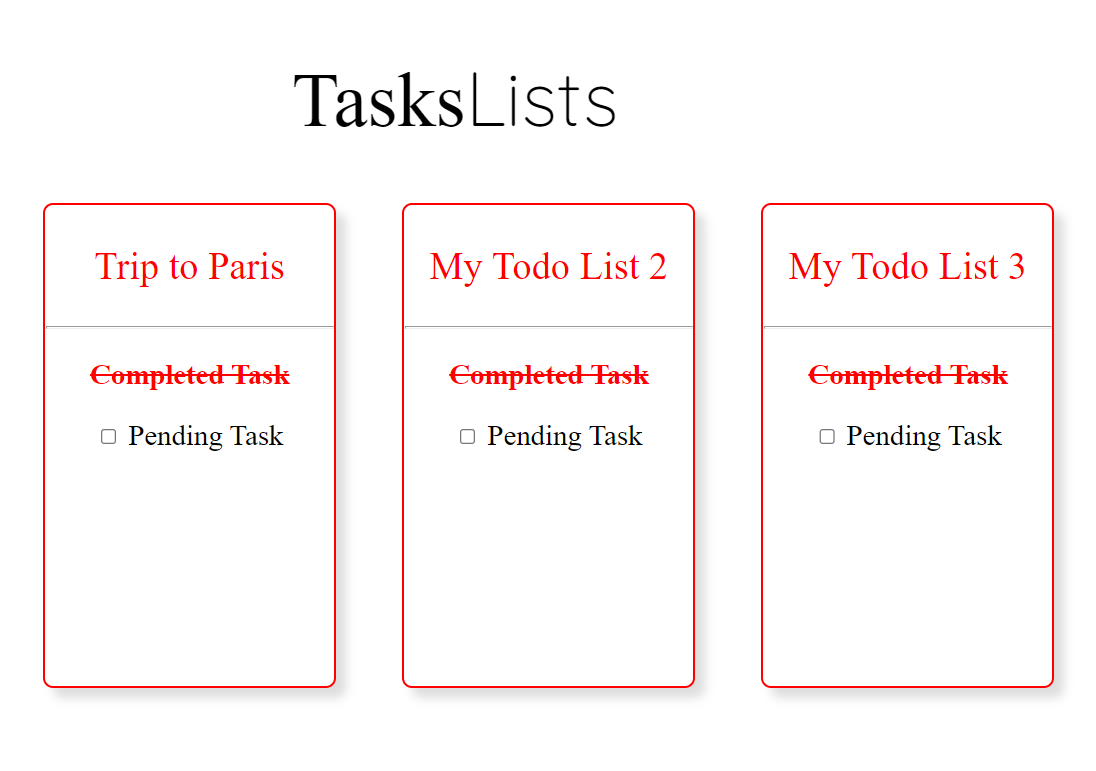 TasksLists
Trip to Paris
Completed Task
Pending Task
My Todo List 2
Completed Task
Pending Task
My Todo List 3
Completed Task
Pending Task